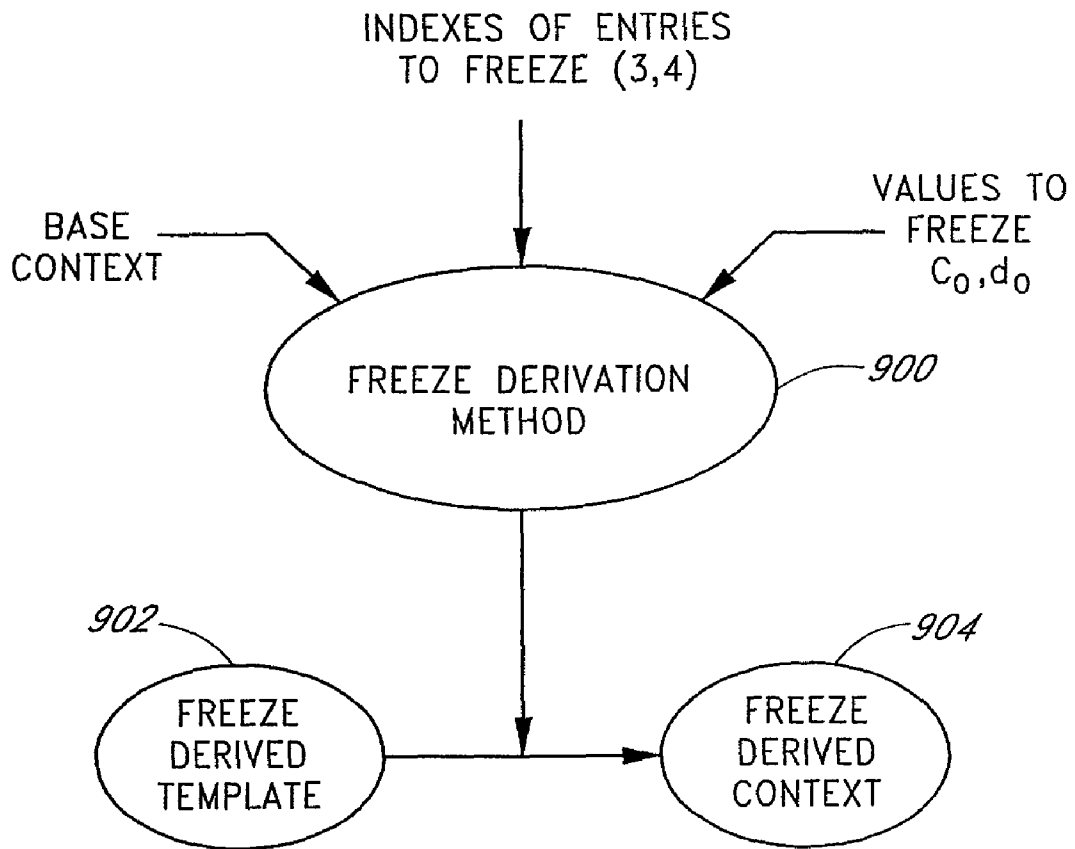 INDEXES OF ENTRIES
TO FREEZE (3,4)
BASE
CONTEXT
VALUES TO
FREEZE
C₀,d₀
FREEZE DERIVATION
METHOD
900
902
FREEZE
DERIVED
TEMPLATE
904
FREEZE
DERIVED
CONTEXT